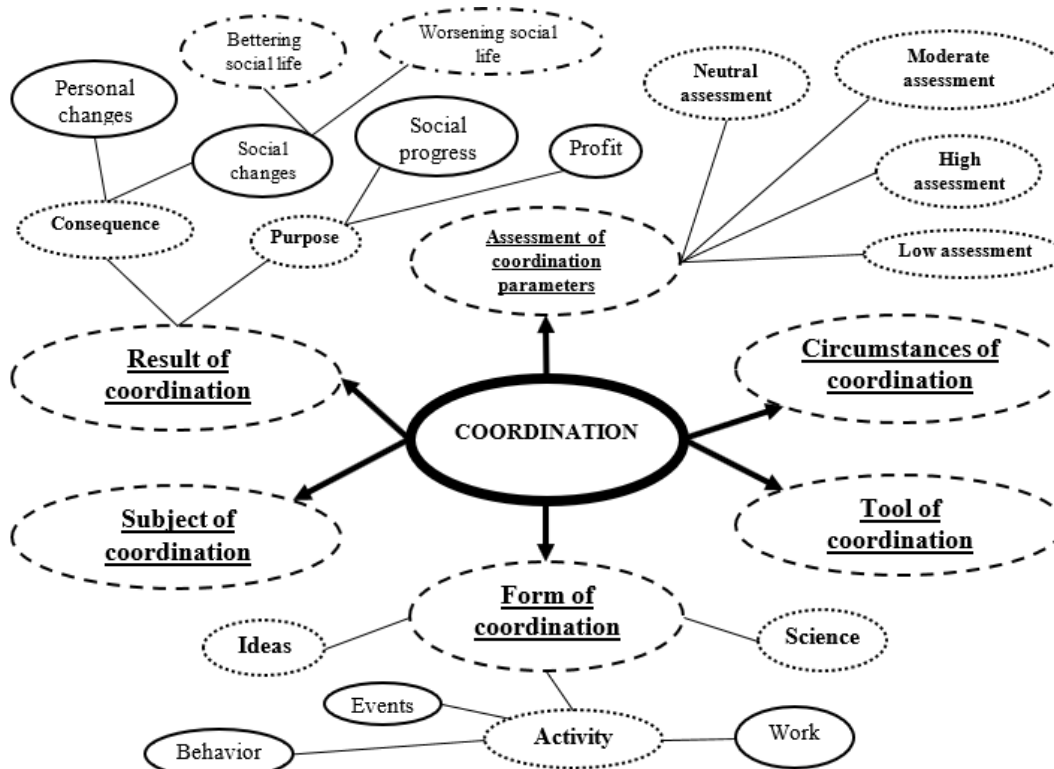 Bettering
social life
Worsening social
life
Personal
changes
Social
changes
Social
progress
Profit
Neutral
assessment
Moderate
assessment
High
assessment
Low assessment
Consequence
Purpose
Assessment of
coordination
parameters
Result of
coordination
Circumstances of
coordination
COORDINATION
Subject of
coordination
Tool of
coordination
Form of
coordination
Ideas
Science
Events
Behavior
Activity
Work